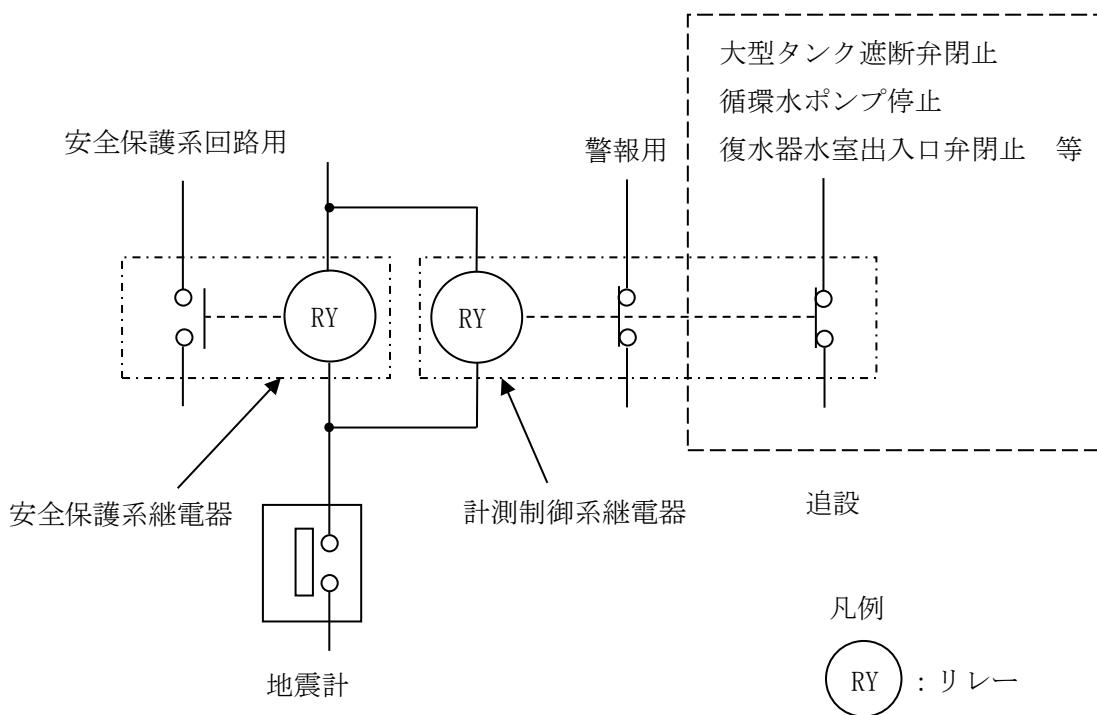 大型タンク遮断弁閉止
循環水ポンプ停止
復水器水室出入口弁閉止　等
安全保護系回路用
警報用
RY
RY
安全保護系継電器
計測制御系継電器
追設
地震計
凡例
RY ：リレー